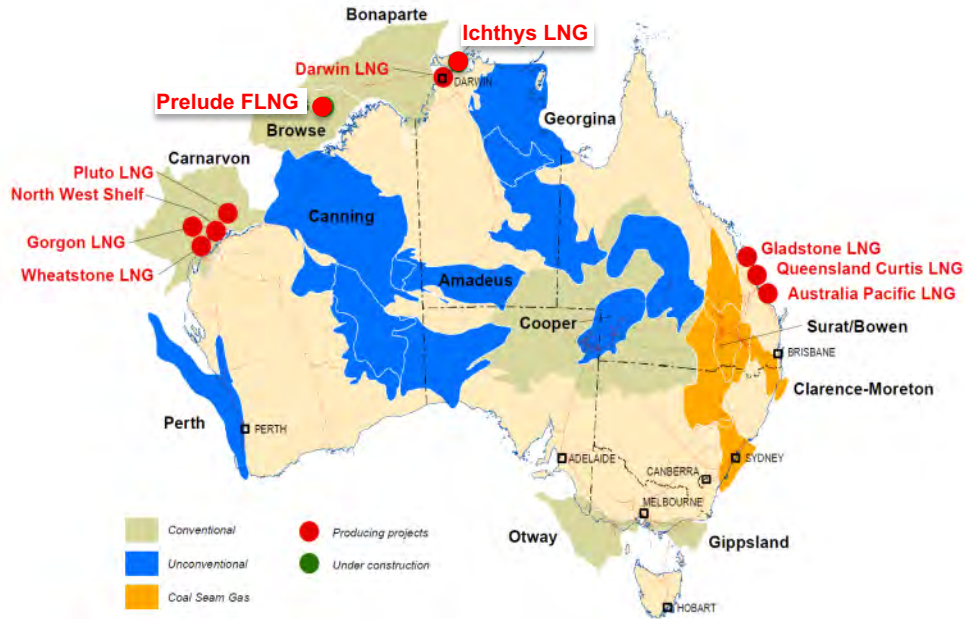 Bonaparte
Ichthys LNG
Darwin LNG
DARWIN
Prelude FLNG
Browse
Georgina
Carnarvon
Pluto LNG
North West Shelf
Canning
Gorgon LNG
Gladstone LNG
Wheatstone LNG
Queensland Curtis LNG
Amadeus
Australia Pacific LNG
Cooper
Surat/Bowen
BRISBANE
Clarence-Moreton
Perth
PERTH
ADELAIDE
SYDNEY
CANBERRA
MELBOURNE
Conventional
Producing projects
Otway
Gippsland
Unconventional
Under construction
Coal Seam Gas
HOBART